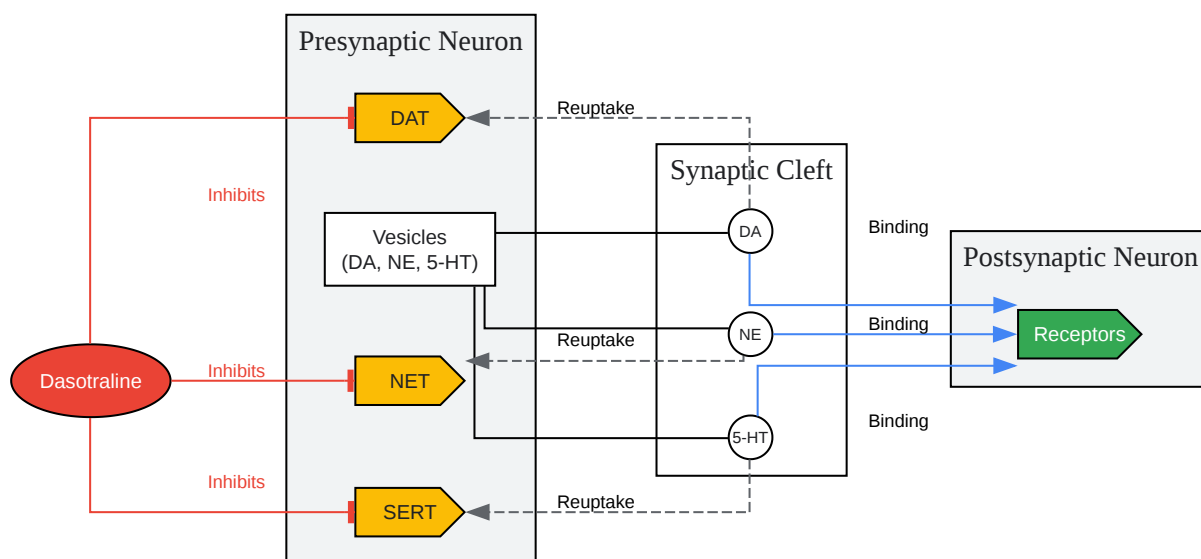 Presynaptic Neuron
DAT
Reuptake
Synaptic Cleft
Inhibits
Vesicles
(DA, NE, 5-HT)
DA
Binding
Postsynaptic Neuron
NE
Binding
Receptors
Reuptake
Dasotraline
Inhibits
NET
5-HT
Binding
Inhibits
SERT
Reuptake